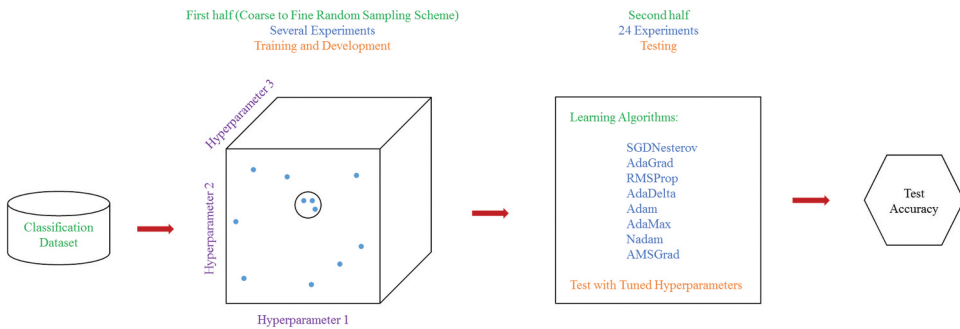 First half (Coarse to Fine Random Sampling Scheme)
Several Experiments
Training and Development
Second half
24 Experiments
Testing
Classification
Dataset
Hyperparameter 3
Hyperparameter 2
Hyperparameter 1
Learning Algorithms:
SGDNesterov
AdaGrad
RMSProp
AdaDelta
Adam
AdaMax
Nadam
AMSGrad
Test with Tuned Hyperparameters
Test
Accuracy